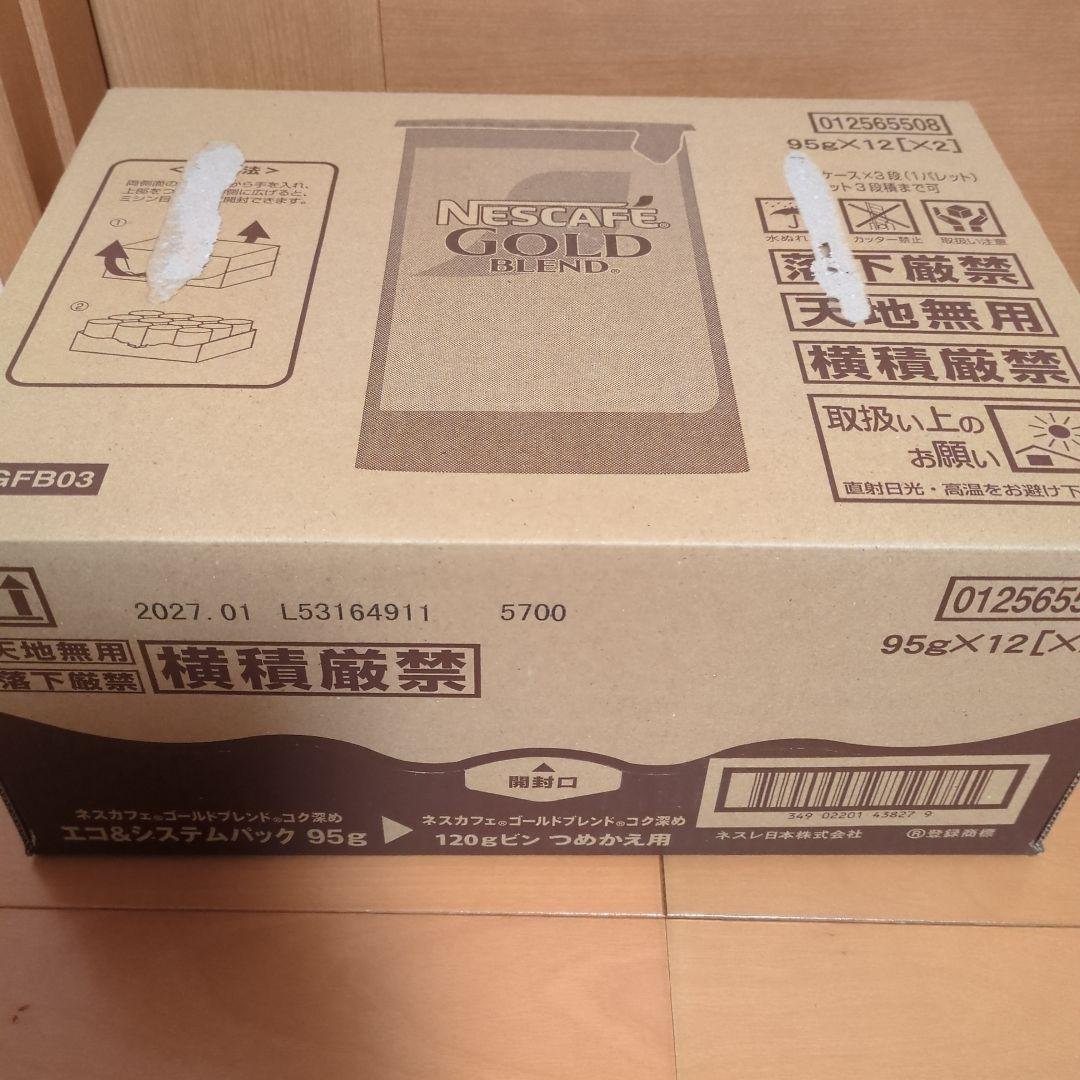 012565508
95g×12[×2]
ケース×3段(1パレット)
ット3段積まで可
両側面の
から手を入れ、
上部をつ
側に広げると、
ミシン目
開封できます。
①
②
NESCAFÉ®
GOLD
BLEND®
水ぬれ
カッター禁止
取扱い注意
落下厳禁
天地無用
横積厳禁
取扱い上の
お願い
直射日光・高温をお避け下
GFB03
2027.01 L53164911 5700
0125655
95g×12[×
天地無用
落下厳禁
横積厳禁
開封口
ネスカフェ®ゴールドブレンド®コク深め
エコ&システムパック 95g
ネスカフェ®ゴールドブレンド®コク深め
120gビン つめかえ用
349 02201 43827 9
ネスレ日本株式会社
®登録商標